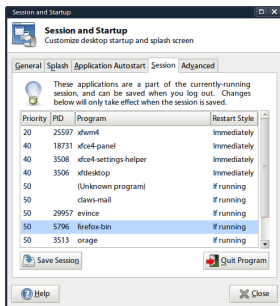 Session and Startup
Session and Startup
Customize desktop startup and splash screen
General Splash Application Autostart Session Advanced
These applications are a part of the currently-running
session, and can be saved when you log out. Changes
below will only take effect when the session is saved.
Priority PID Program Restart Style
20 25597 xfwm4 Immediately
40 18731 xfce4-panel Immediately
40 3508 xfce4-settings-helper Immediately
40 3506 xfdesktop Immediately
50 (Unknown program) If running
50 claws-mail If running
50 29957 evince If running
50 5796 firefox-bin If running
50 3513 orage If running
Save Session Quit Program
Help Close